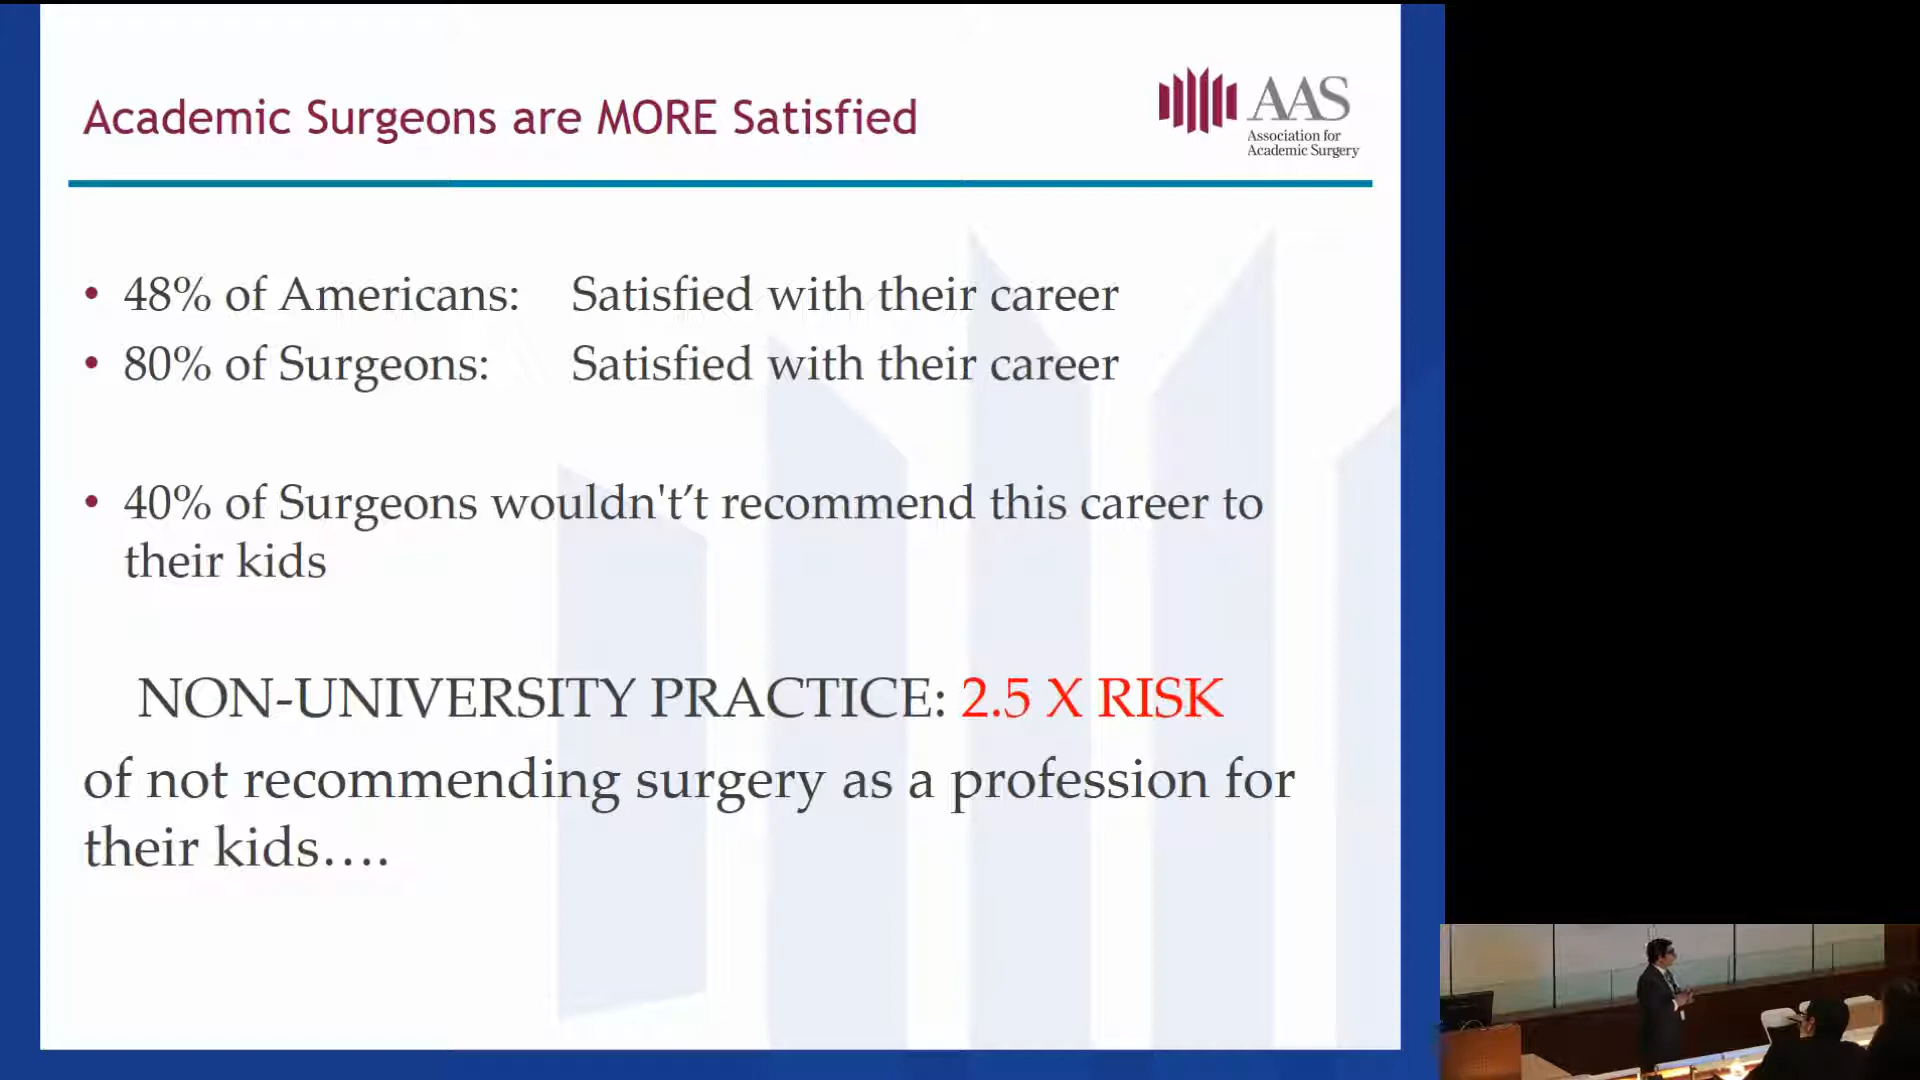 Academic Surgeons are MORE Satisfied
AAS
Association for
Academic Surgery
• 48% of Americans: Satisfied with their career
• 80% of Surgeons: Satisfied with their career
• 40% of Surgeons wouldn't’t recommend this career to
their kids
NON-UNIVERSITY PRACTICE: 2.5 X RISK
of not recommending surgery as a profession for
their kids….